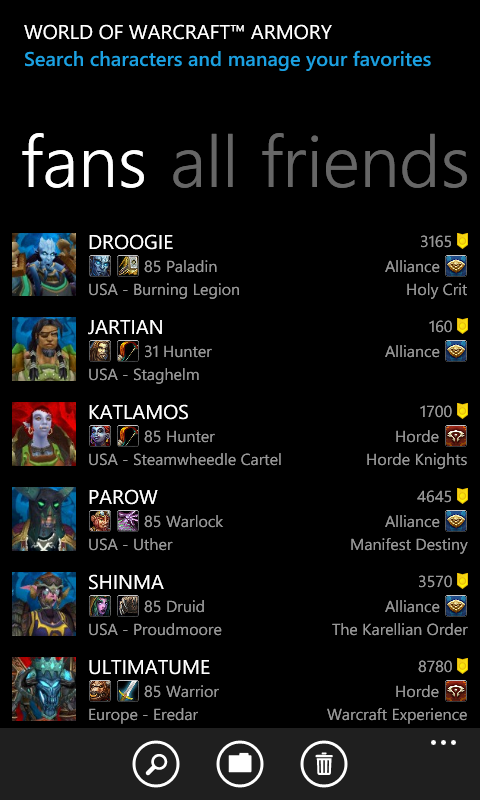 WORLD OF WARCRAFT™ ARMORY
Search characters and manage your favorites
fans all friends
DROOGIE 3165
85 Paladin Alliance
USA - Burning Legion Holy Crit
JARTIAN 160
31 Hunter Alliance
USA - Staghelm
KATLAMOS 1700
85 Hunter Horde
USA - Steamwheedle Cartel Horde Knights
PAROW 4645
85 Warlock Alliance
USA - Uther Manifest Destiny
SHINMA 3570
85 Druid Alliance
USA - Proudmoore The Karellian Order
ULTIMATUME 8780
85 Warrior Horde
Europe - Eredar Warcraft Experience